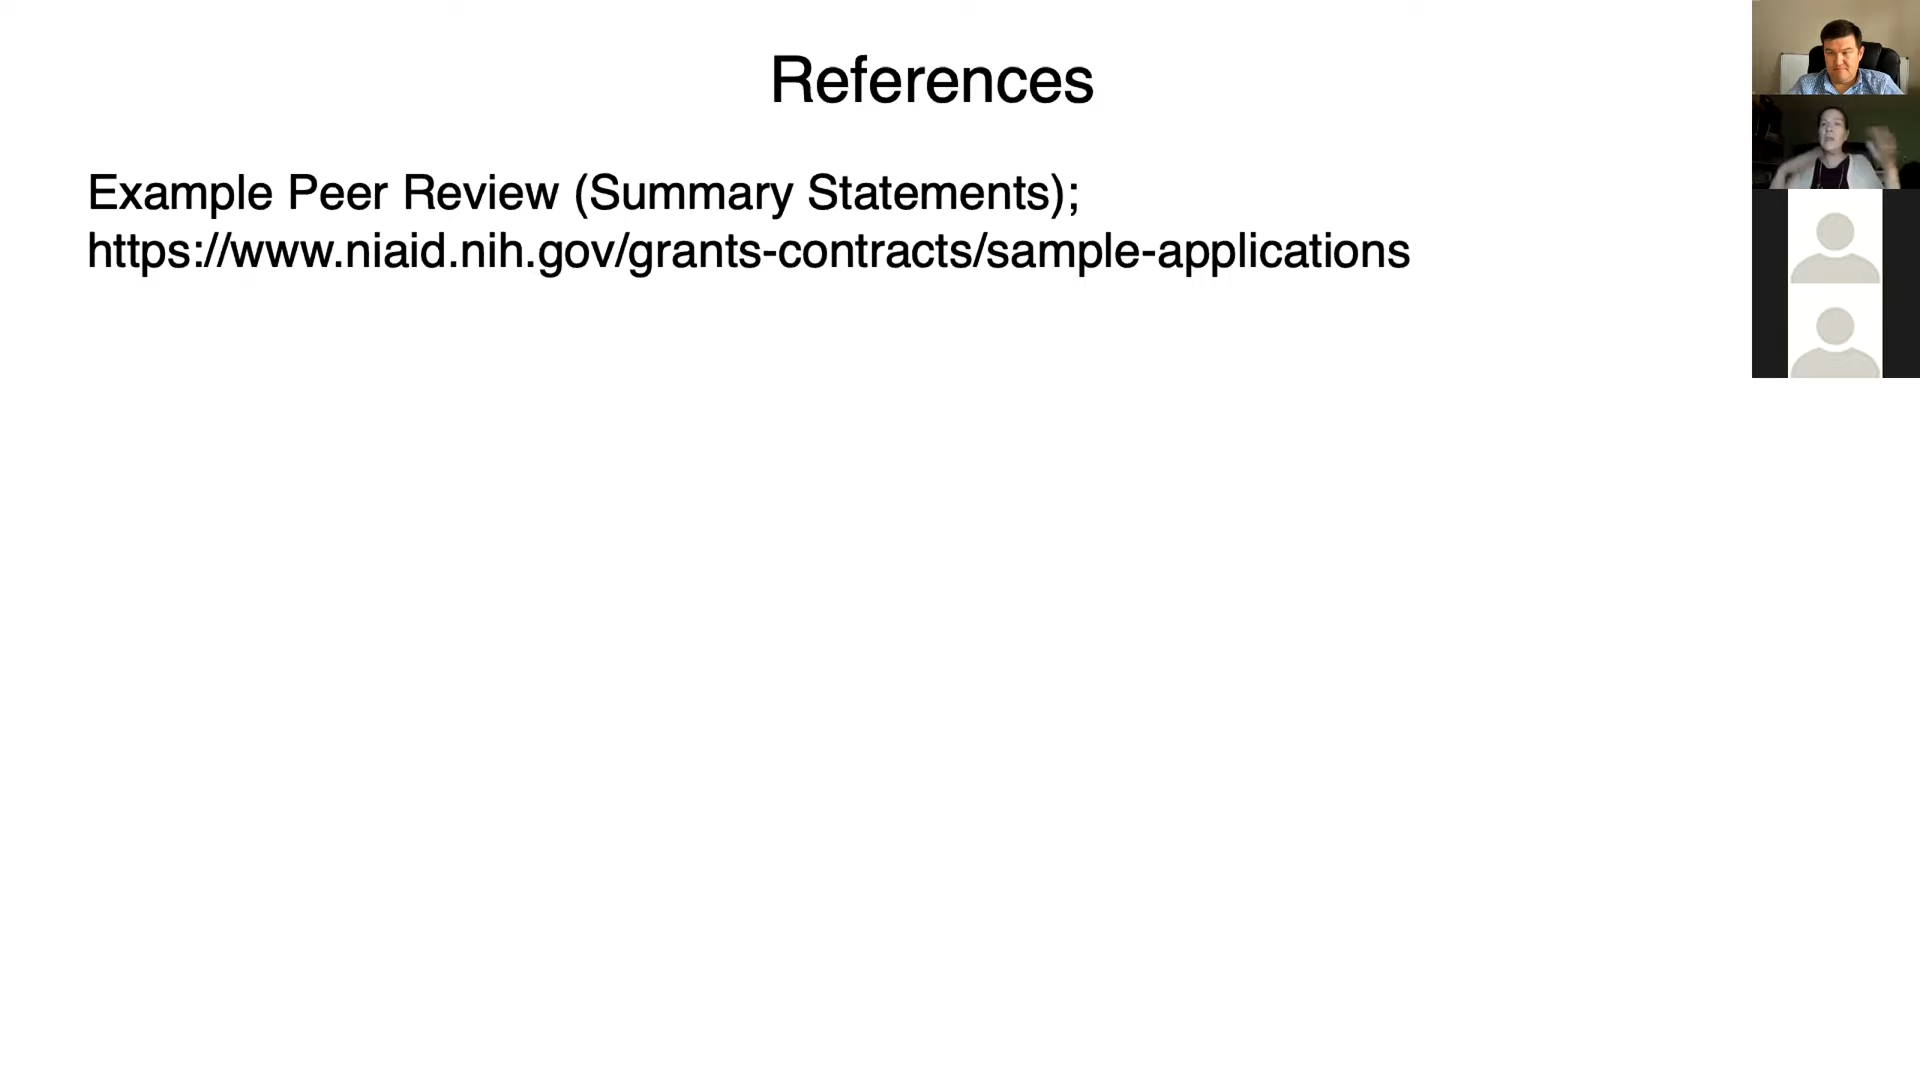 References
Example Peer Review (Summary Statements);
https://www.niaid.nih.gov/grants-contracts/sample-applications